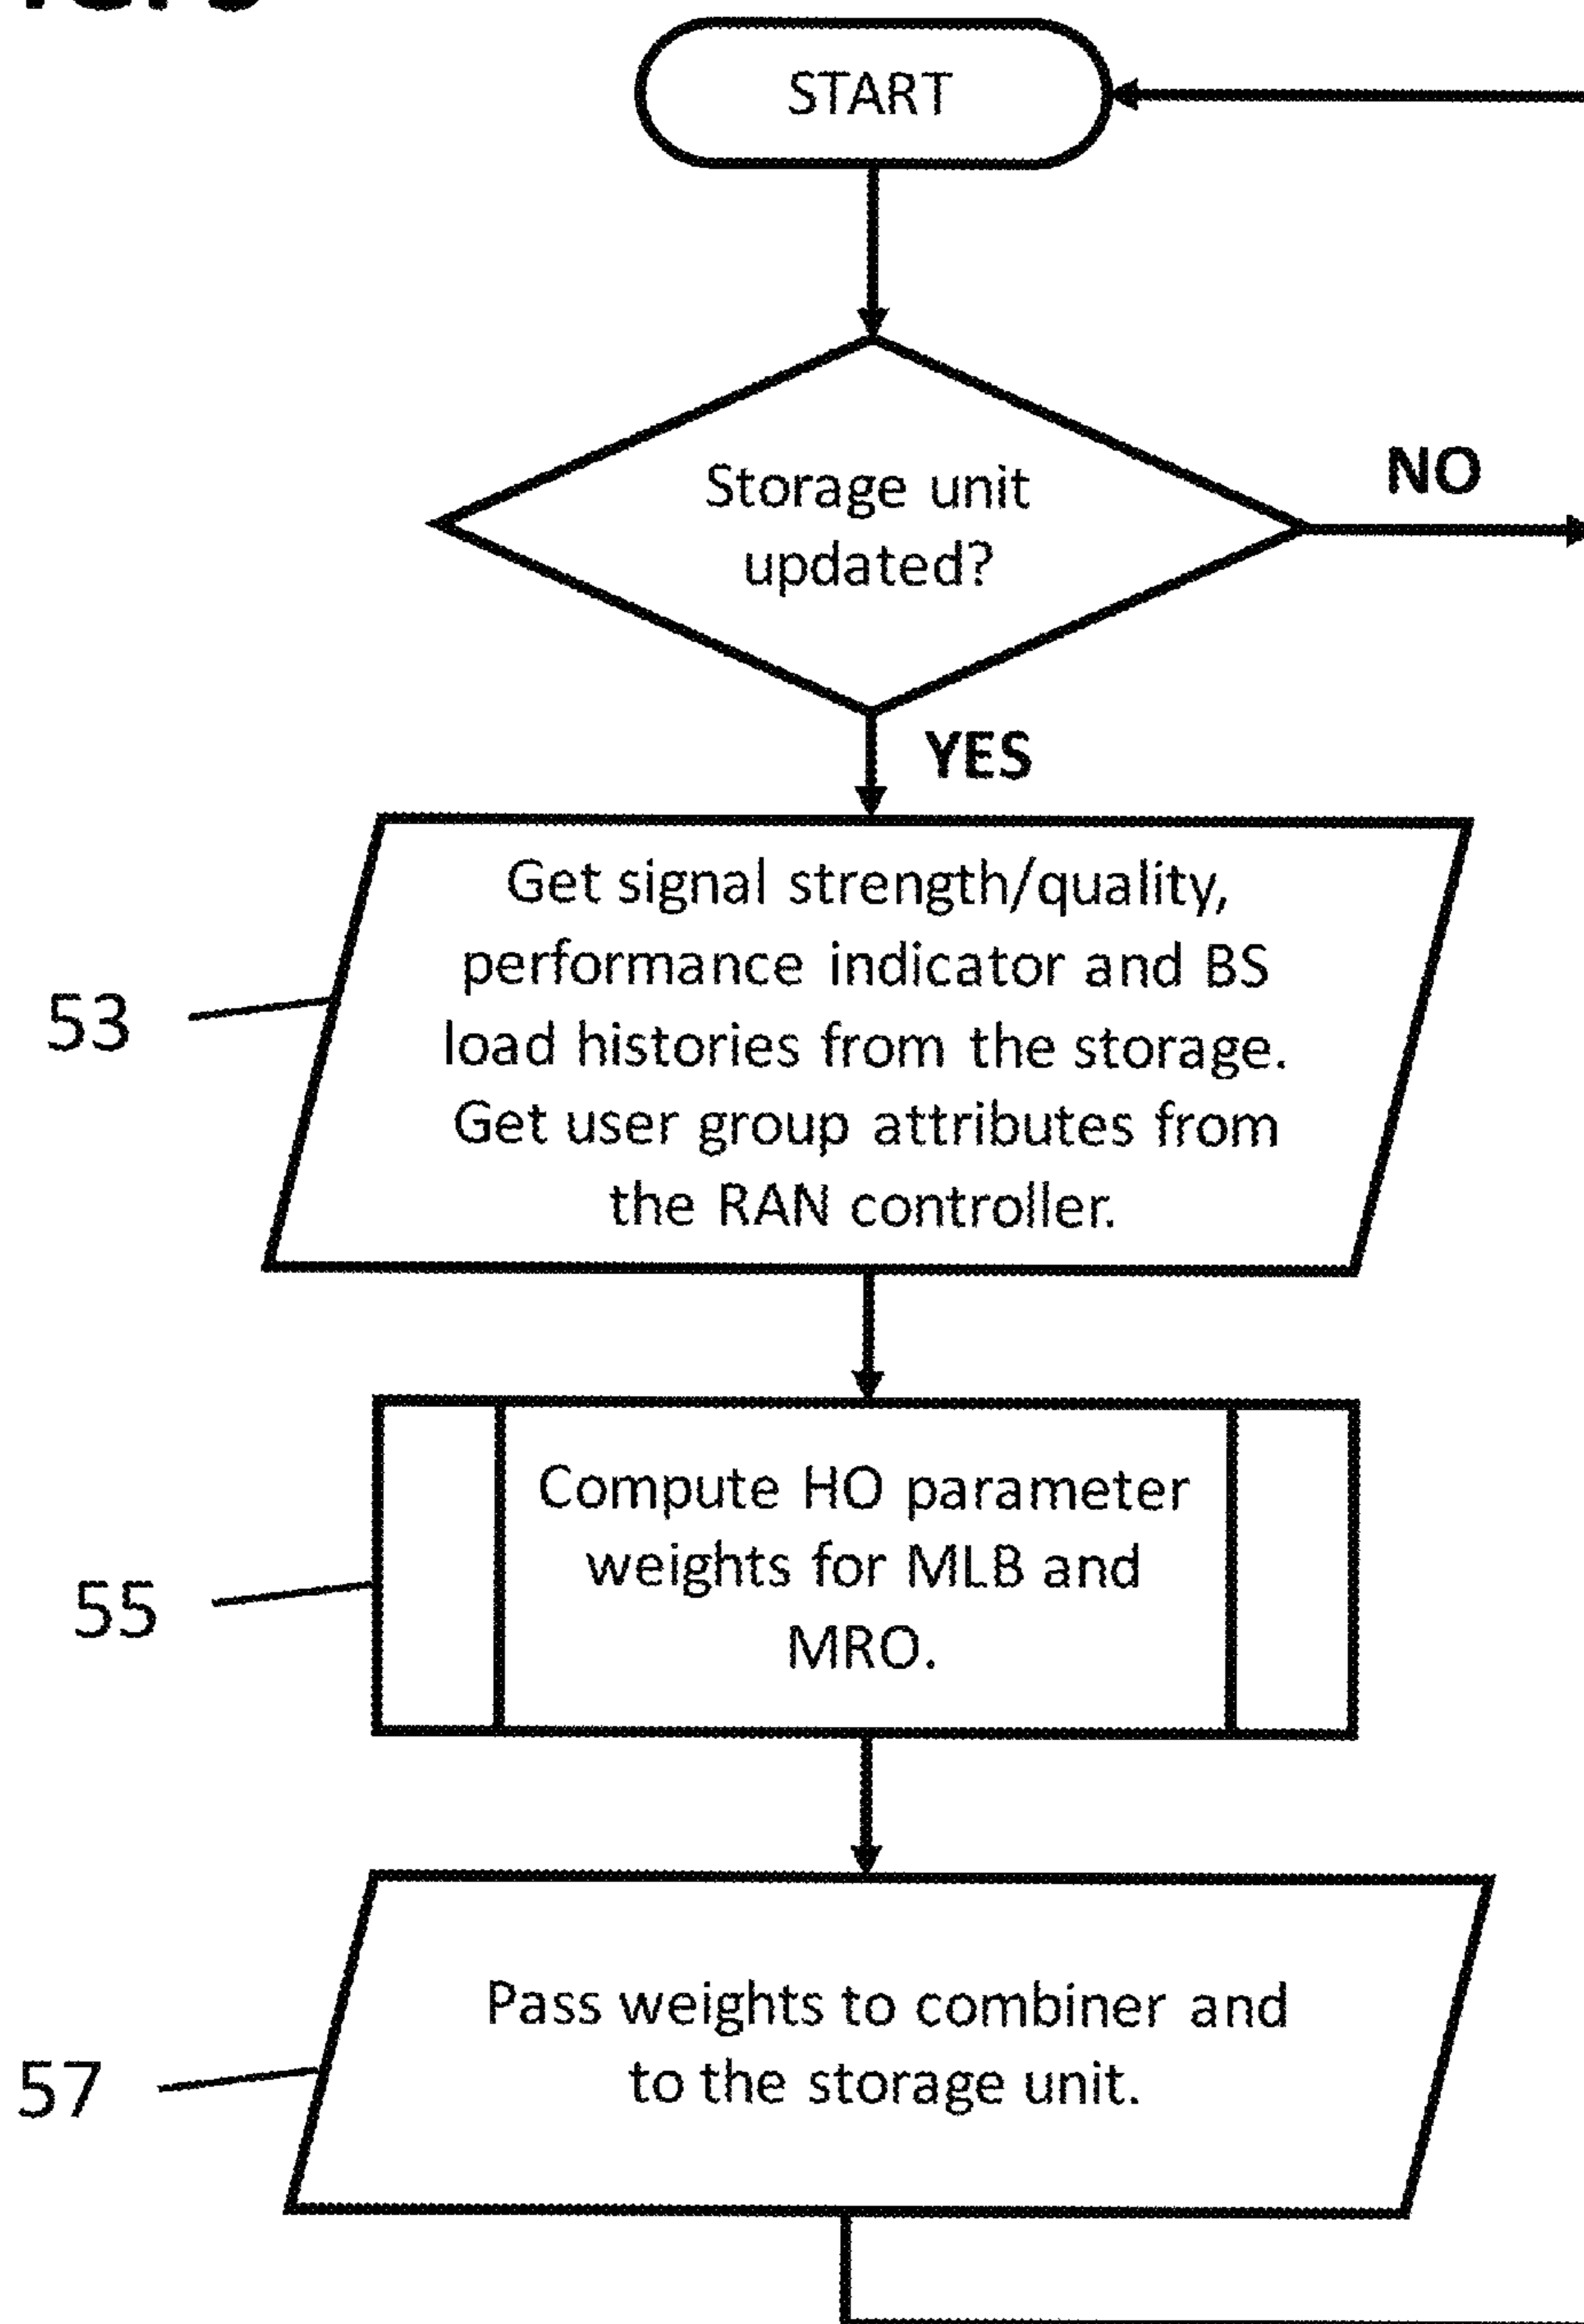 START
Storage unit
updated?
NO
YES
Get signal strength/quality,
performance indicator and BS
load histories from the storage.
Get user group attributes from
the RAN controller.
53
Compute HO parameter
weights for MLB and
MRO.
55
Pass weights to combiner and
to the storage unit.
57